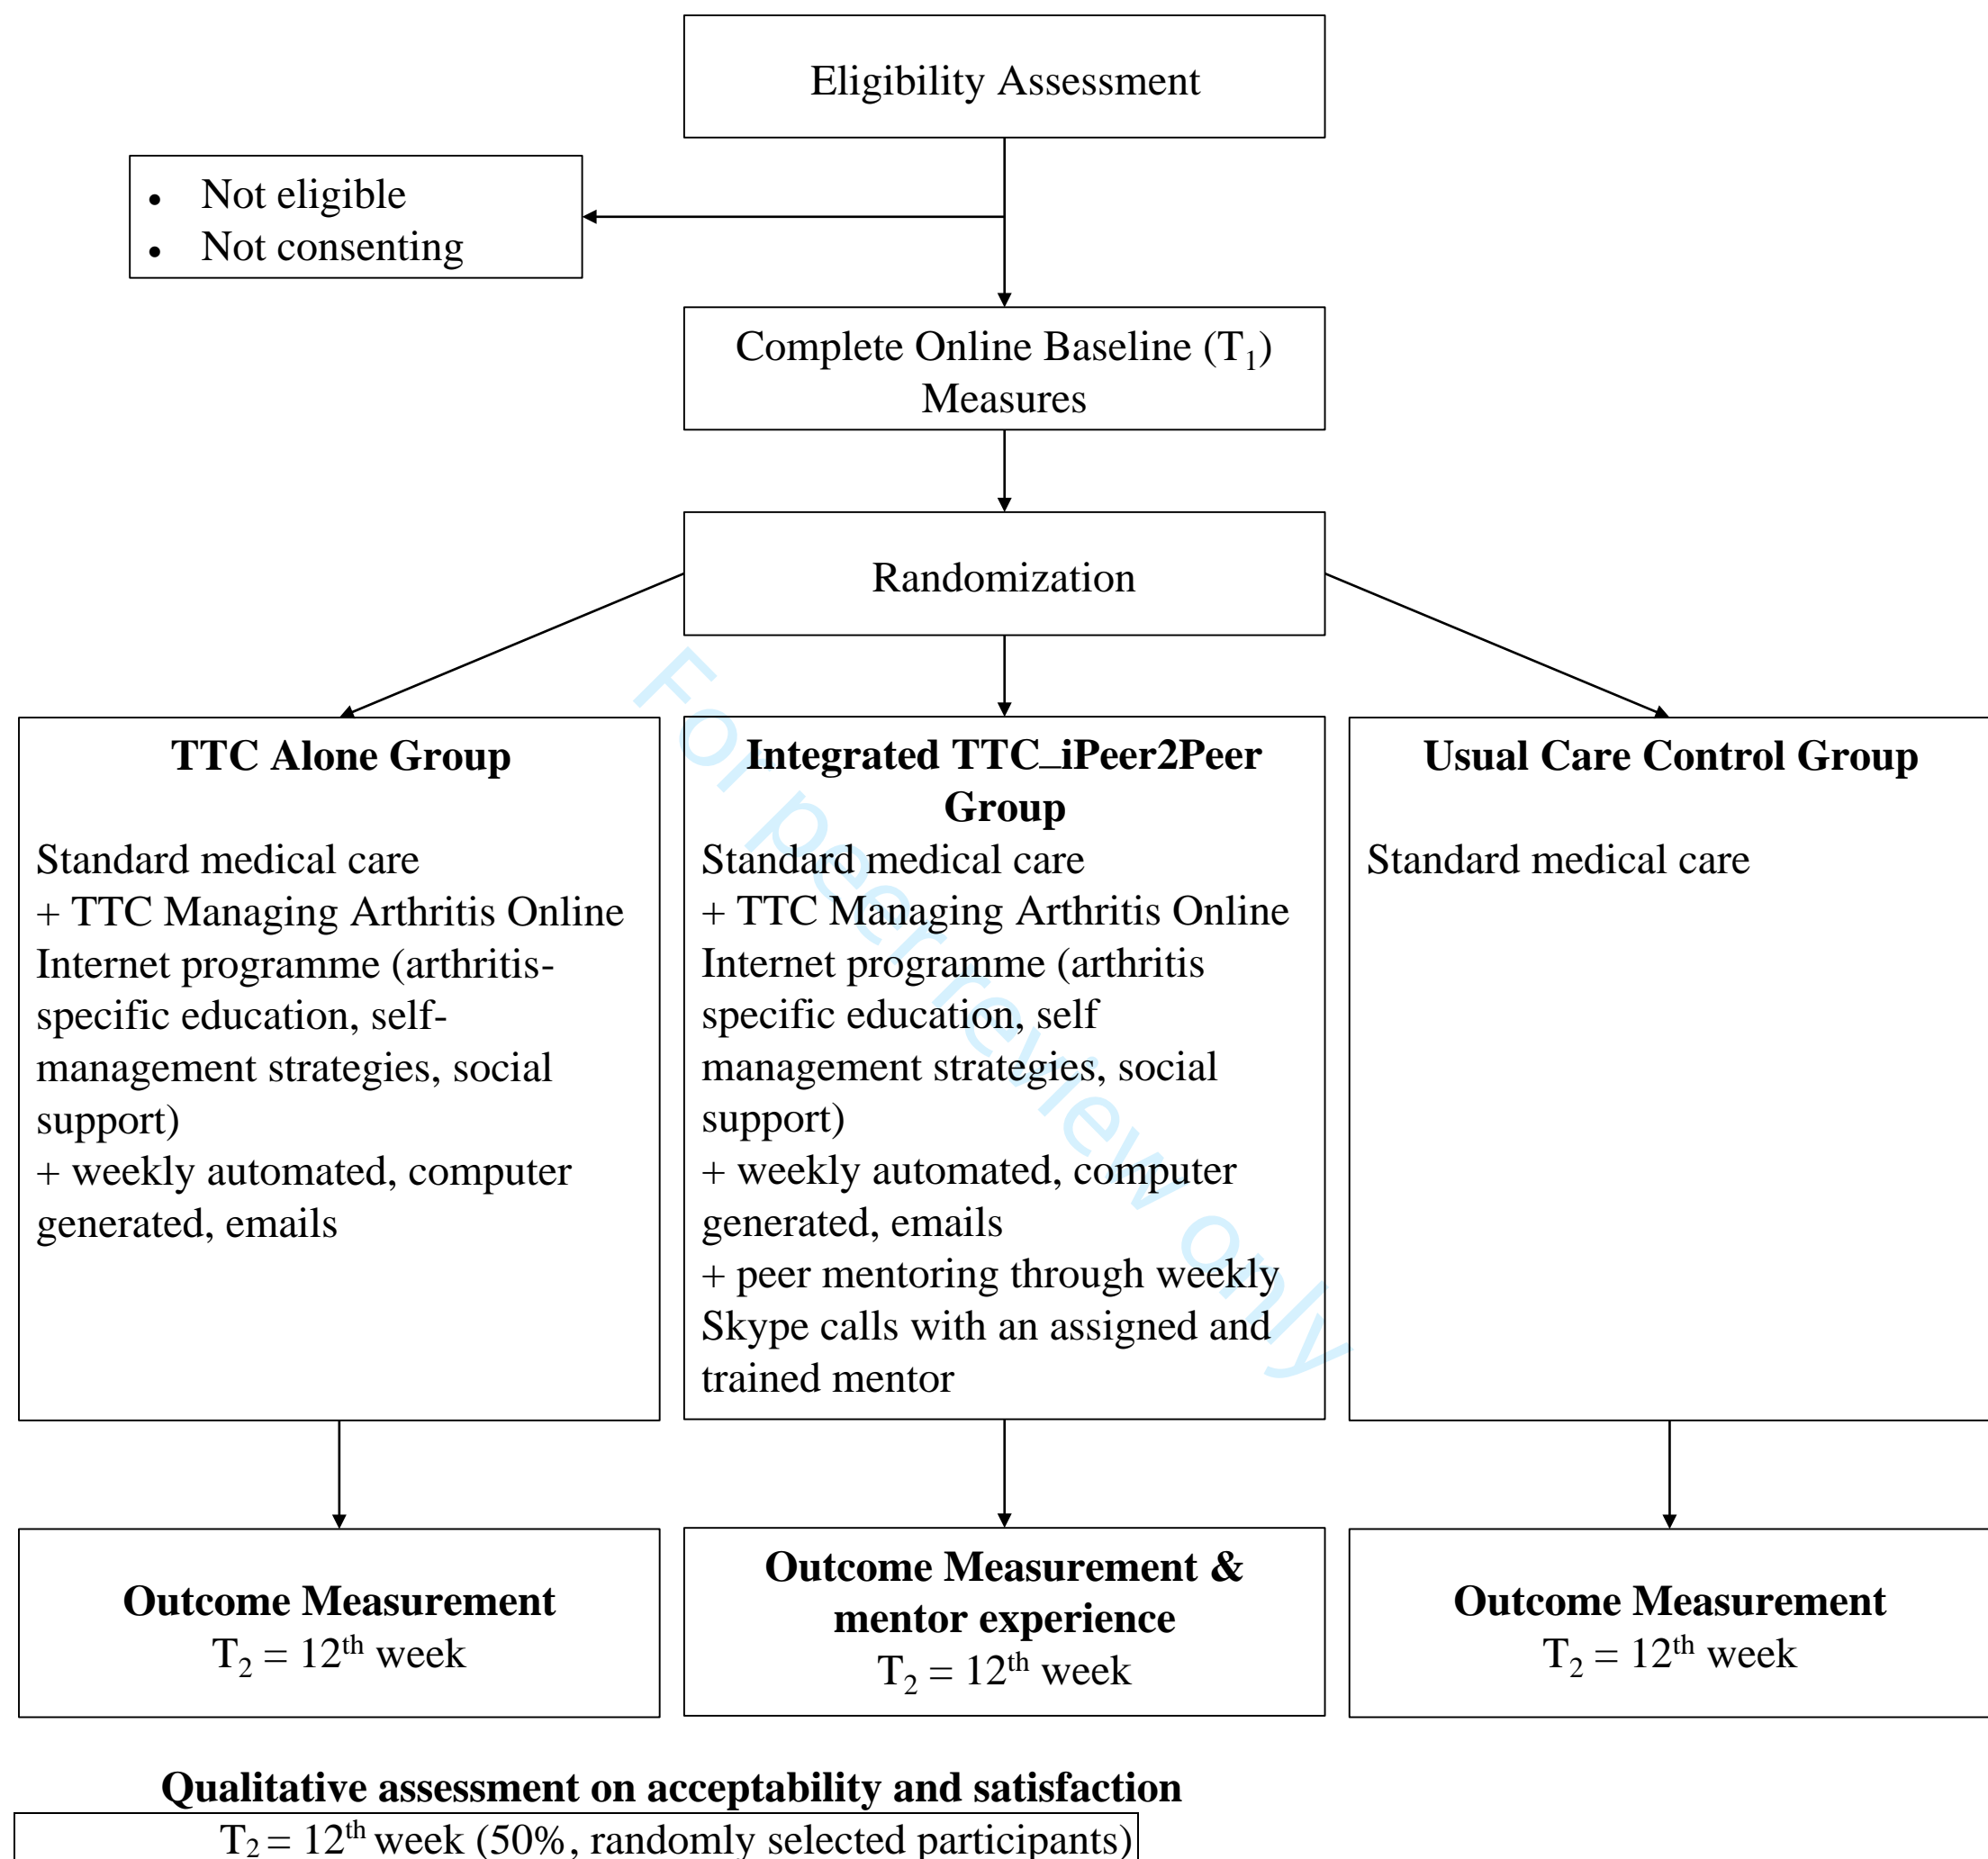 Eligibility Assessment
• Not eligible
• Not consenting
Complete Online Baseline (T₁)
Measures
Randomization
TTC Alone Group
Standard medical care
+ TTC Managing Arthritis Online
Internet programme (arthritis-
specific education, self-
management strategies, social
support)
+ weekly automated, computer
generated, emails
Integrated TTC_iPeer2Peer
Group
Standard medical care
+ TTC Managing Arthritis Online
Internet programme (arthritis
specific education, self
management strategies, social
support)
+ weekly automated, computer
generated, emails
+ peer mentoring through weekly
Skype calls with an assigned and
trained mentor
Usual Care Control Group
Standard medical care
Outcome Measurement
T₂ = 12th week
Outcome Measurement &
mentor experience
T₂ = 12th week
Outcome Measurement
T₂ = 12th week
Qualitative assessment on acceptability and satisfaction
T₂ = 12th week (50%, randomly selected participants)
For peer review only